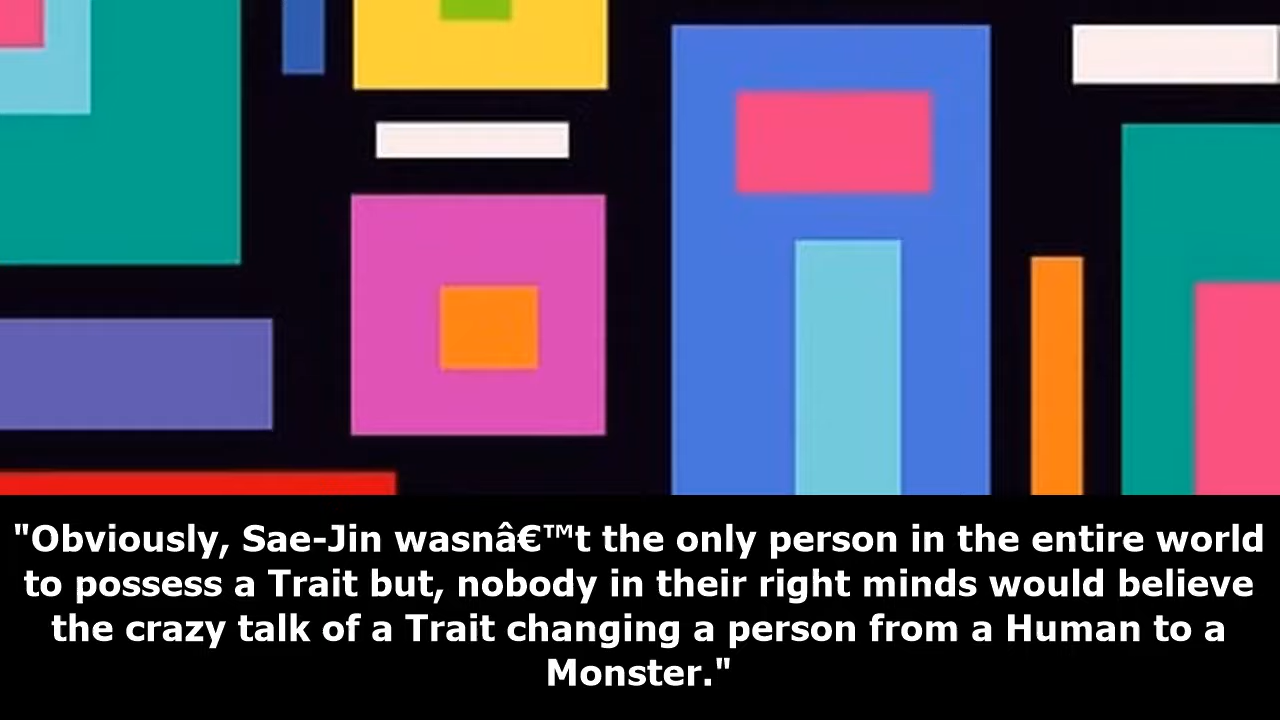 "Obviously, Sae-Jin wasnâ€™t the only person in the entire world
to possess a Trait but, nobody in their right minds would believe
the crazy talk of a Trait changing a person from a Human to a
Monster."